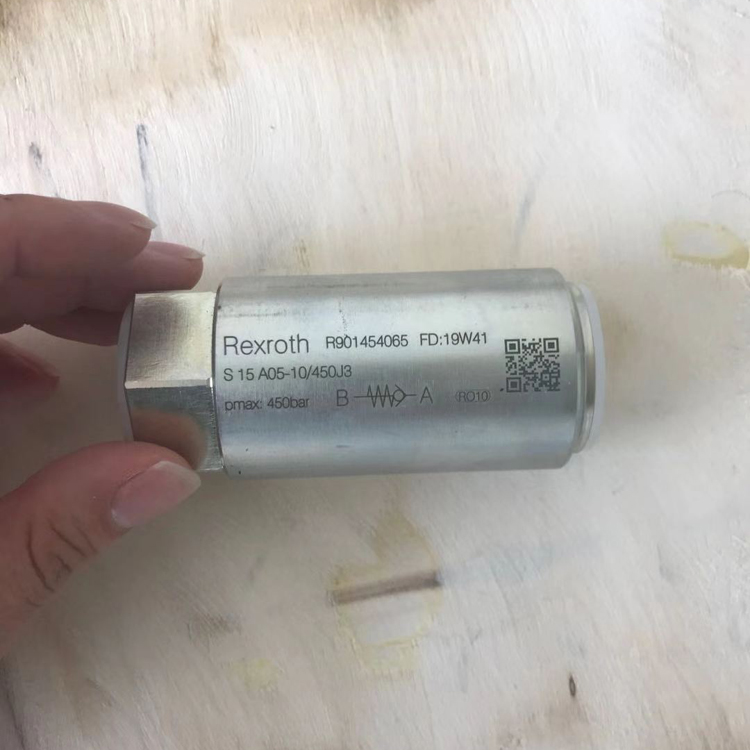 Rexroth R901454065 FD:19W41
S 15 A05-10/450J3
pmax: 450bar B A (RO10)